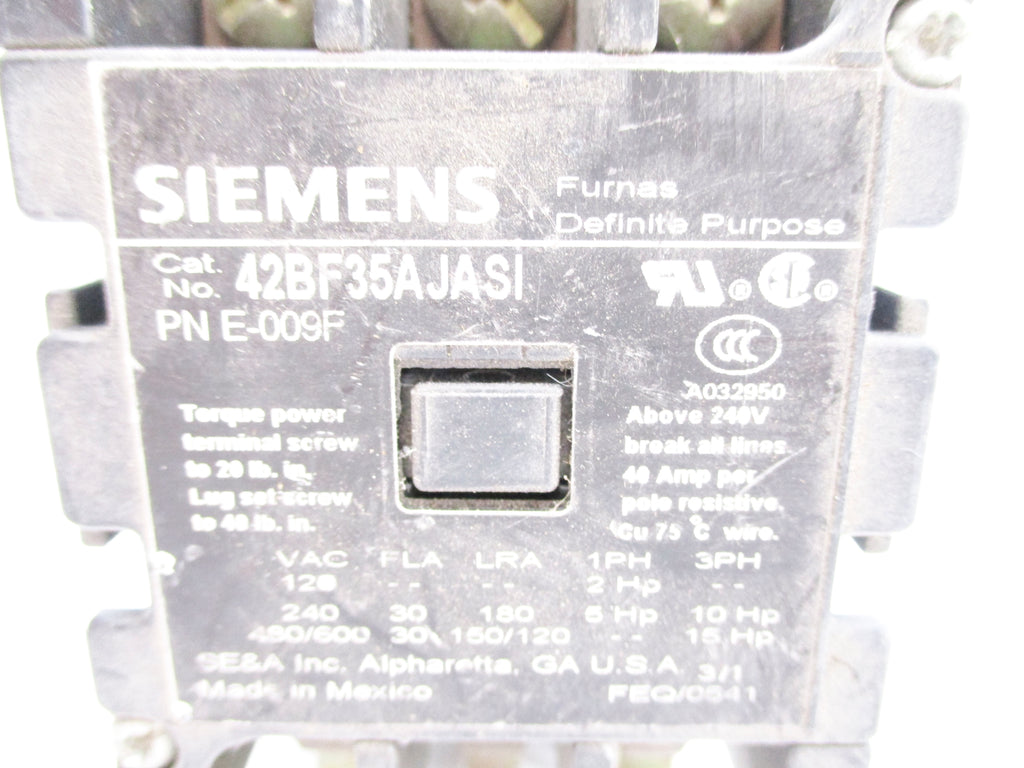 SIEMENS
Furnas
Definite Purpose
Cat.
No. 42BF35AJASI
PN E-009F
A032950
Torque power
terminal screw
to 20 lb. in.
Lug set screw
to 40 lb. in.
Above 240V
break all lines
40 Amp per
pole resistive.
Cu 75 °C wire.
VAC FLA LRA 1PH 3PH
120 -- -- 2 Hp --
240 30 180 5 Hp 10 Hp
480/600 30 150/120 -- 15 Hp
SE&A Inc. Alpharetta, GA U.S.A. 3/1
Made in Mexico FEQ/0541